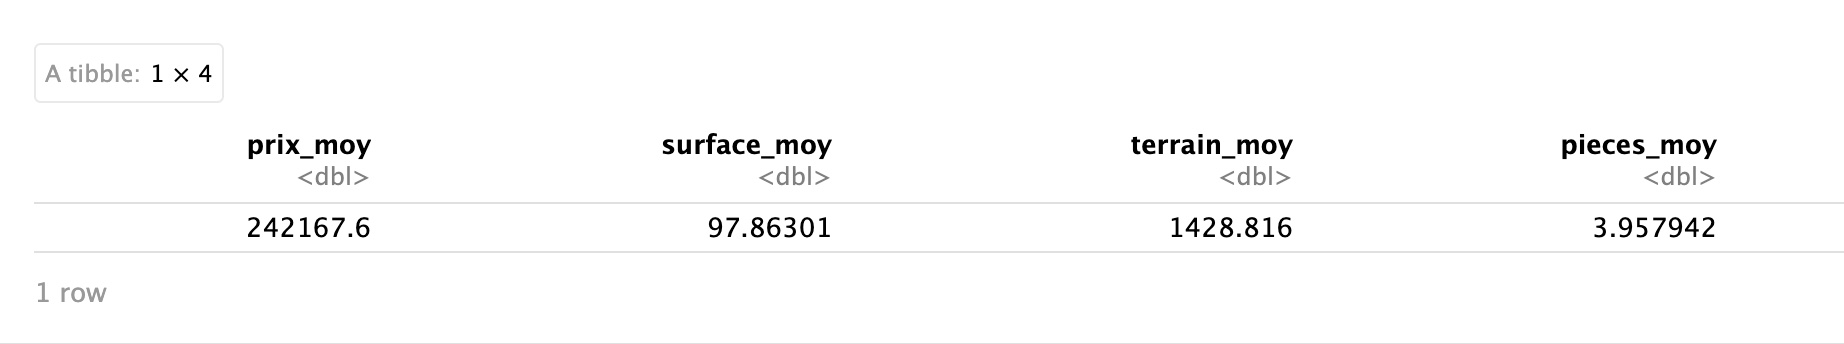 A tibble: 1 × 4
prix_moy surface_moy terrain_moy pieces_moy
<dbl> <dbl> <dbl> <dbl>
242167.6 97.86301 1428.816 3.957942
1 row